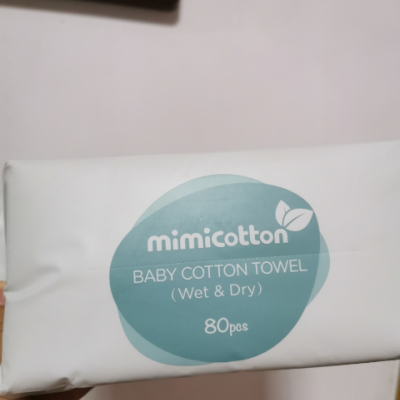 mimicotton
BABY COTTON TOWEL
(Wet & Dry)
80pcs